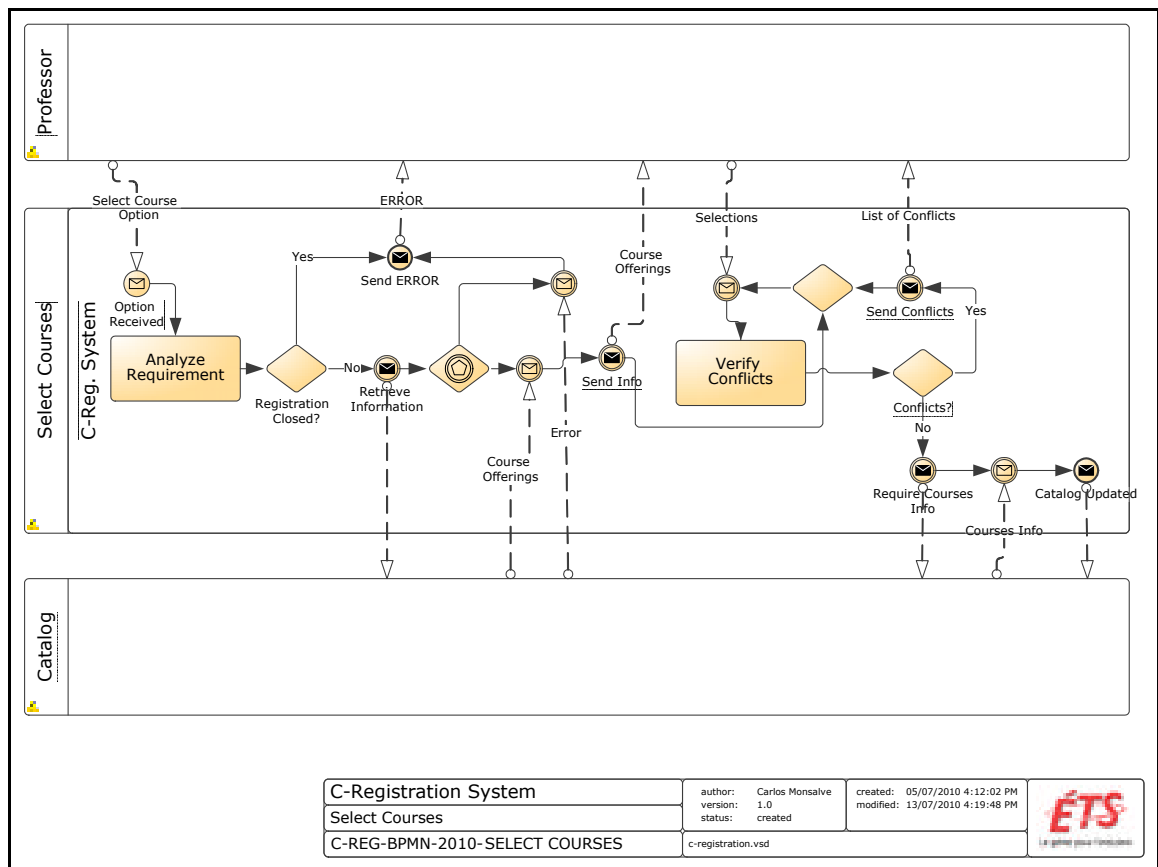 Professor
Select Course
Option
ERROR
Selections
List of Conflicts
Select Courses
C-Reg. System
Course
Offerings
Yes
Send ERROR
Option
Received
Send Conflicts
Yes
Analyze
Requirement
No
Registration
Closed?
Retrieve
Information
Send Info
Verify
Conflicts
Conflicts?
No
Error
Course
Offerings
Require Courses
Info
Catalog Updated
Courses Info
Catalog
C-Registration System
Select Courses
C-REG-BPMN-2010-SELECT COURSES
author: Carlos Monsalve
version: 1.0
status: created
c-registration.vsd
created: 05/07/2010 4:12:02 PM
modified: 13/07/2010 4:19:48 PM
ÉTS
Le génie pour l'industrie